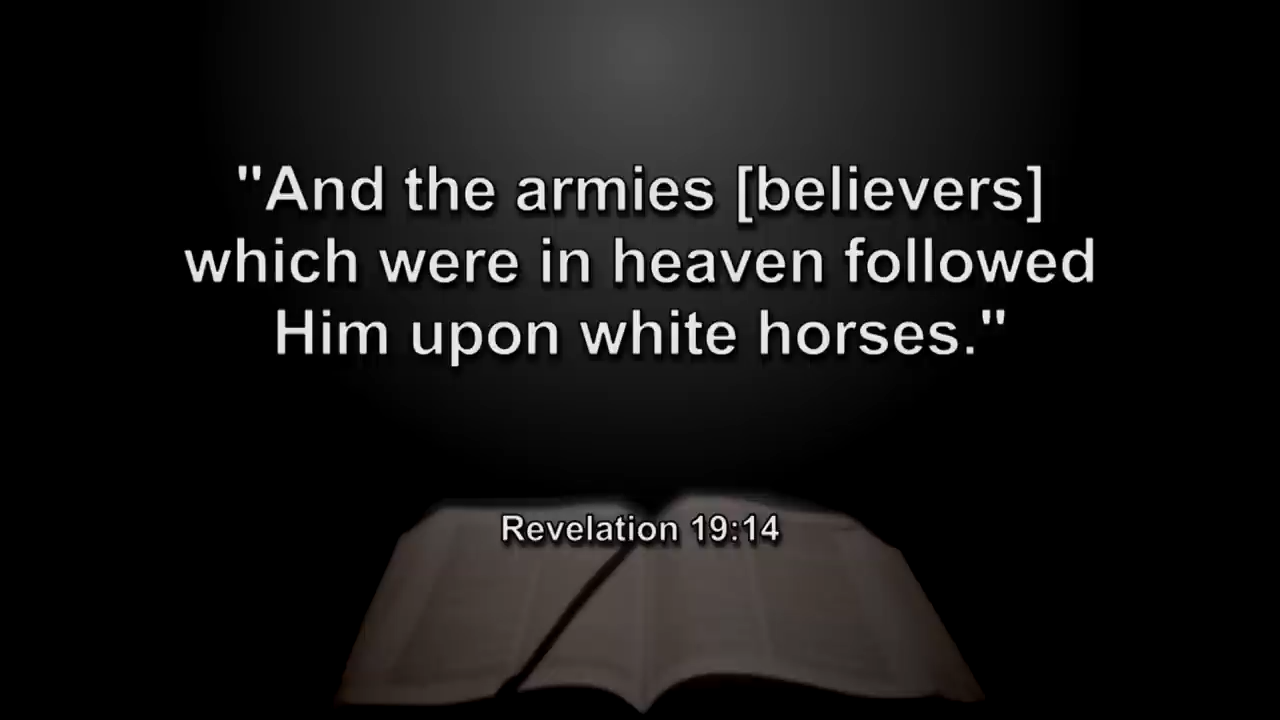 "And the armies [believers]
which were in heaven followed
Him upon white horses."
Revelation 19:14